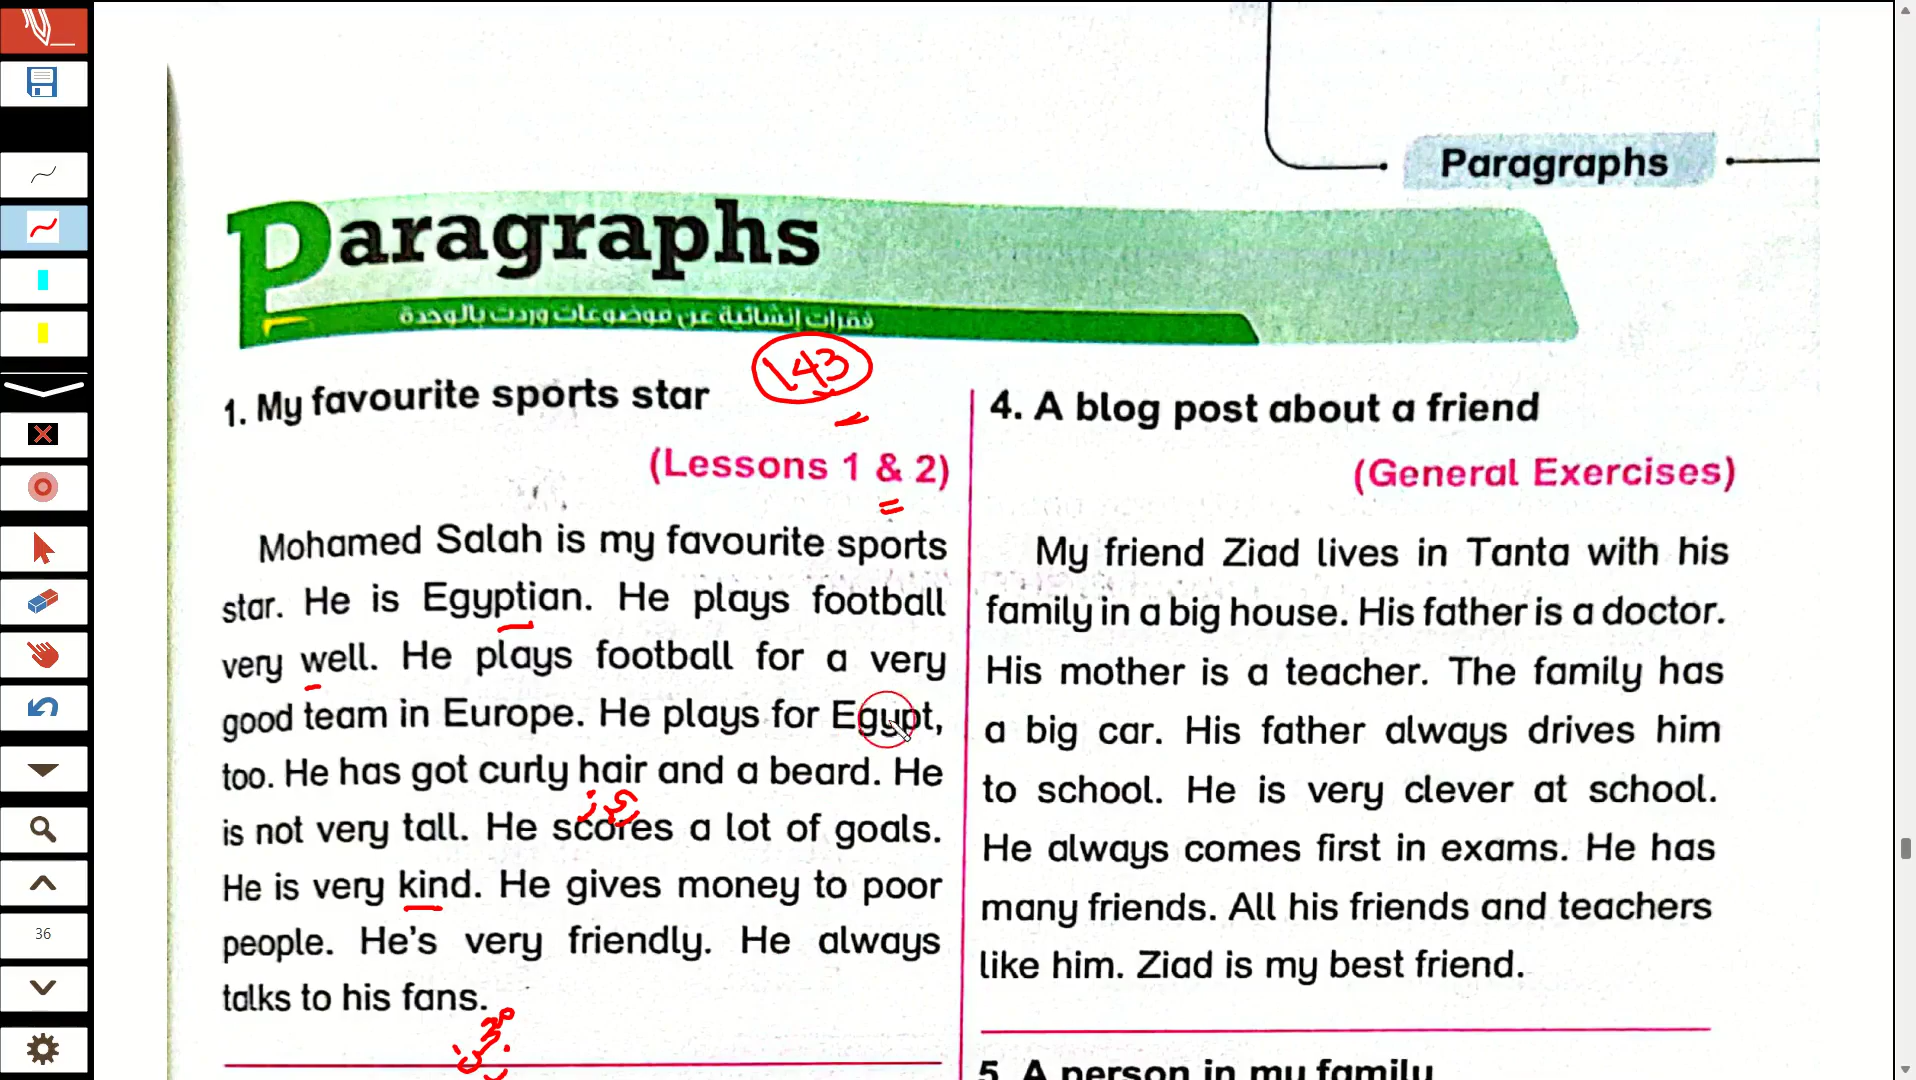 Paragraphs
Paragraphs
فقرات إنشائية عن موضوعات وردت بالوحدة
143
1. My favourite sports star
(Lessons 1 & 2)
Mohamed Salah is my favourite sports
star. He is Egyptian. He plays football
very well. He plays football for a very
good team in Europe. He plays for Egypt,
too. He has got curly hair and a beard. He
is not very tall. He scores a lot of goals.
He is very kind. He gives money to poor
people. He's very friendly. He always
talks to his fans.
4. A blog post about a friend
(General Exercises)
My friend Ziad lives in Tanta with his
family in a big house. His father is a doctor.
His mother is a teacher. The family has
a big car. His father always drives him
to school. He is very clever at school.
He always comes first in exams. He has
many friends. All his friends and teachers
like him. Ziad is my best friend.
5. A person in my family
36